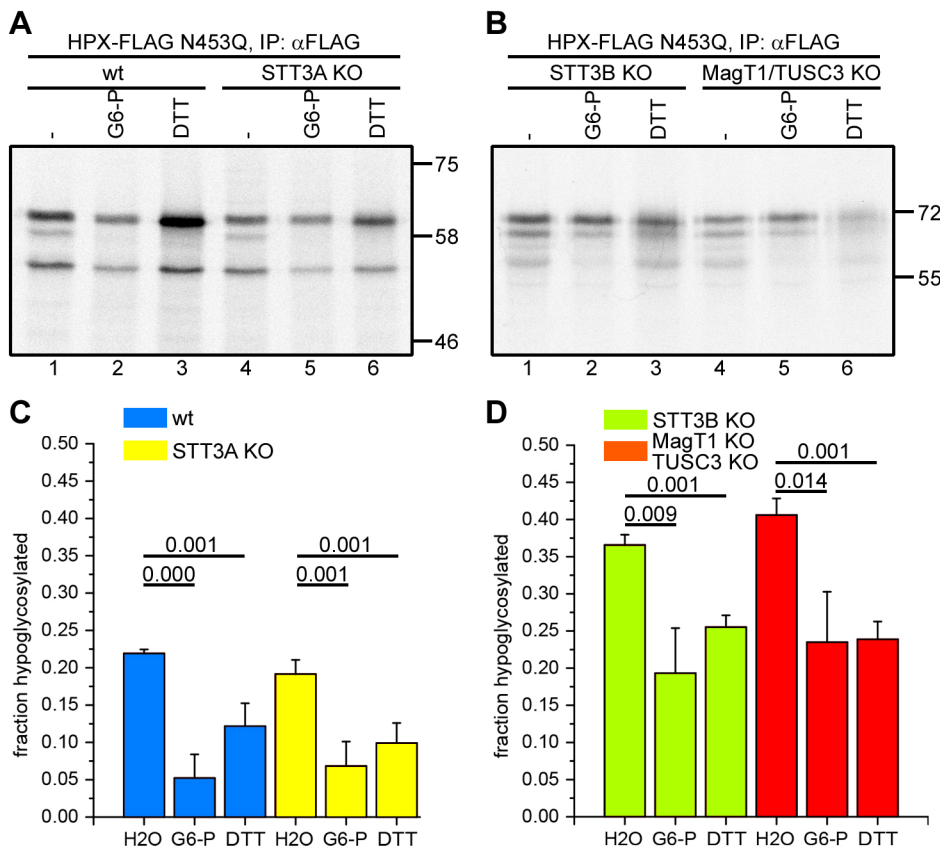 A
HPX-FLAG N453Q, IP: αFLAG
wt STT3A KO
- G6-P DTT - G6-P DTT
75
58
46
1 2 3 4 5 6
B
HPX-FLAG N453Q, IP: αFLAG
STT3B KO MagT1/TUSC3 KO
- G6-P DTT - G6-P DTT
72
55
1 2 3 4 5 6
C
wt
STT3A KO
fraction hypoglycosylated
0.50
0.45
0.40
0.35
0.30
0.25
0.20
0.15
0.10
0.05
0.00
0.001 0.001
0.000 0.001
H2O G6-P DTT H2O G6-P DTT
D
STT3B KO
MagT1 KO
TUSC3 KO
fraction hypoglycosylated
0.50
0.45
0.40
0.35
0.30
0.25
0.20
0.15
0.10
0.05
0.00
0.001
0.001
0.014
0.009
H2O G6-P DTT H2O G6-P DTT